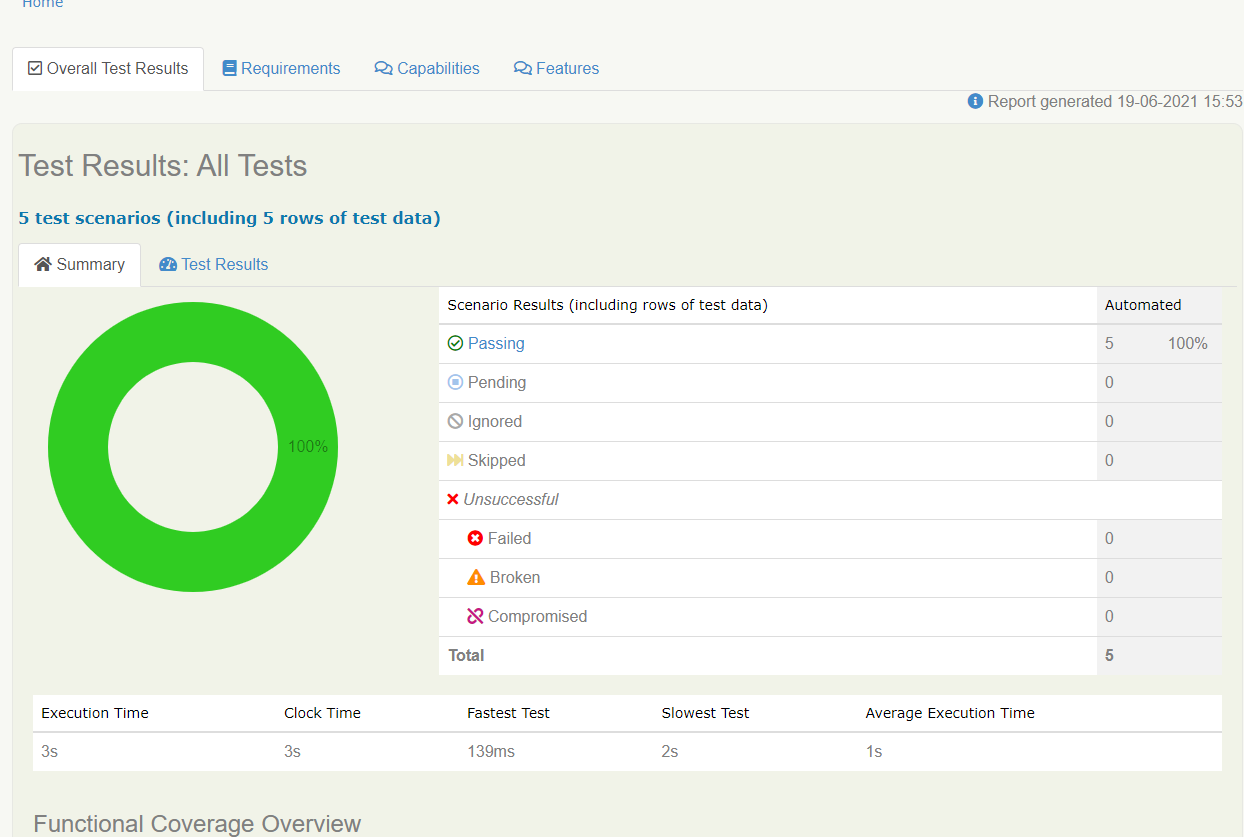 Home
Overall Test Results Requirements Capabilities Features
Report generated 19-06-2021 15:53
Test Results: All Tests
5 test scenarios (including 5 rows of test data)
Summary Test Results
100%
Scenario Results (including rows of test data) Automated
Passing 5 100%
Pending 0
Ignored 0
Skipped 0
Unsuccessful
Failed 0
Broken 0
Compromised 0
Total 5
Execution Time Clock Time Fastest Test Slowest Test Average Execution Time
3s 3s 139ms 2s 1s
Functional Coverage Overview